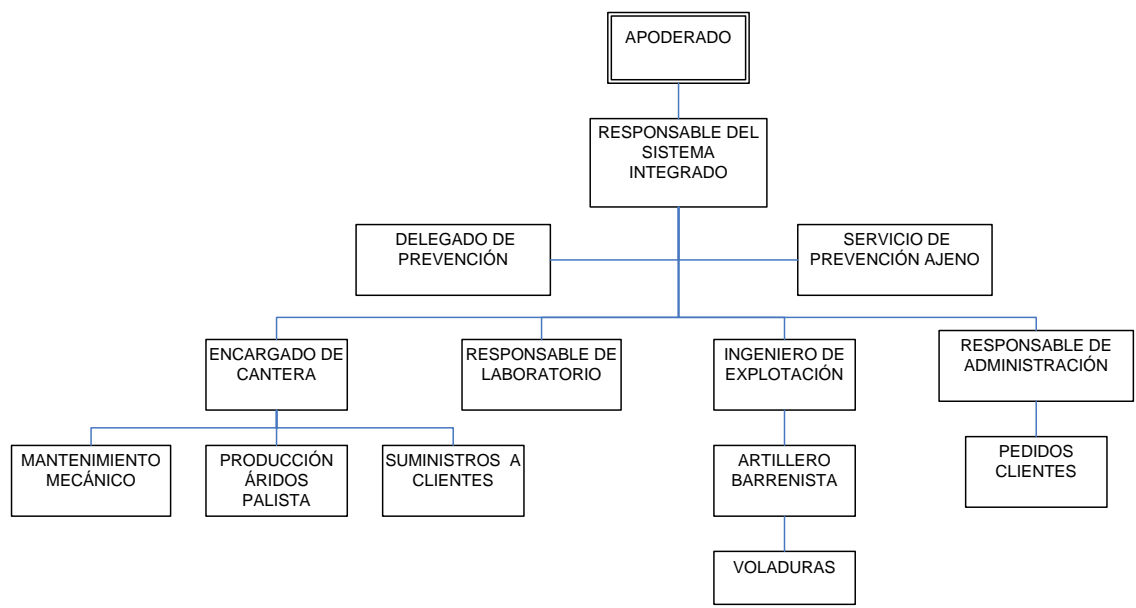 APODERADO
RESPONSABLE DEL
SISTEMA
INTEGRADO
DELEGADO DE
PREVENCIÓN
SERVICIO DE
PREVENCIÓN AJENO
ENCARGADO DE
CANTERA
RESPONSABLE DE
LABORATORIO
INGENIERO DE
EXPLOTACIÓN
RESPONSABLE DE
ADMINISTRACIÓN
MANTENIMIENTO
MECÁNICO
PRODUCCIÓN
ÁRIDOS
PALISTA
SUMINISTROS A
CLIENTES
ARTILLERO
BARRENISTA
PEDIDOS
CLIENTES
VOLADURAS